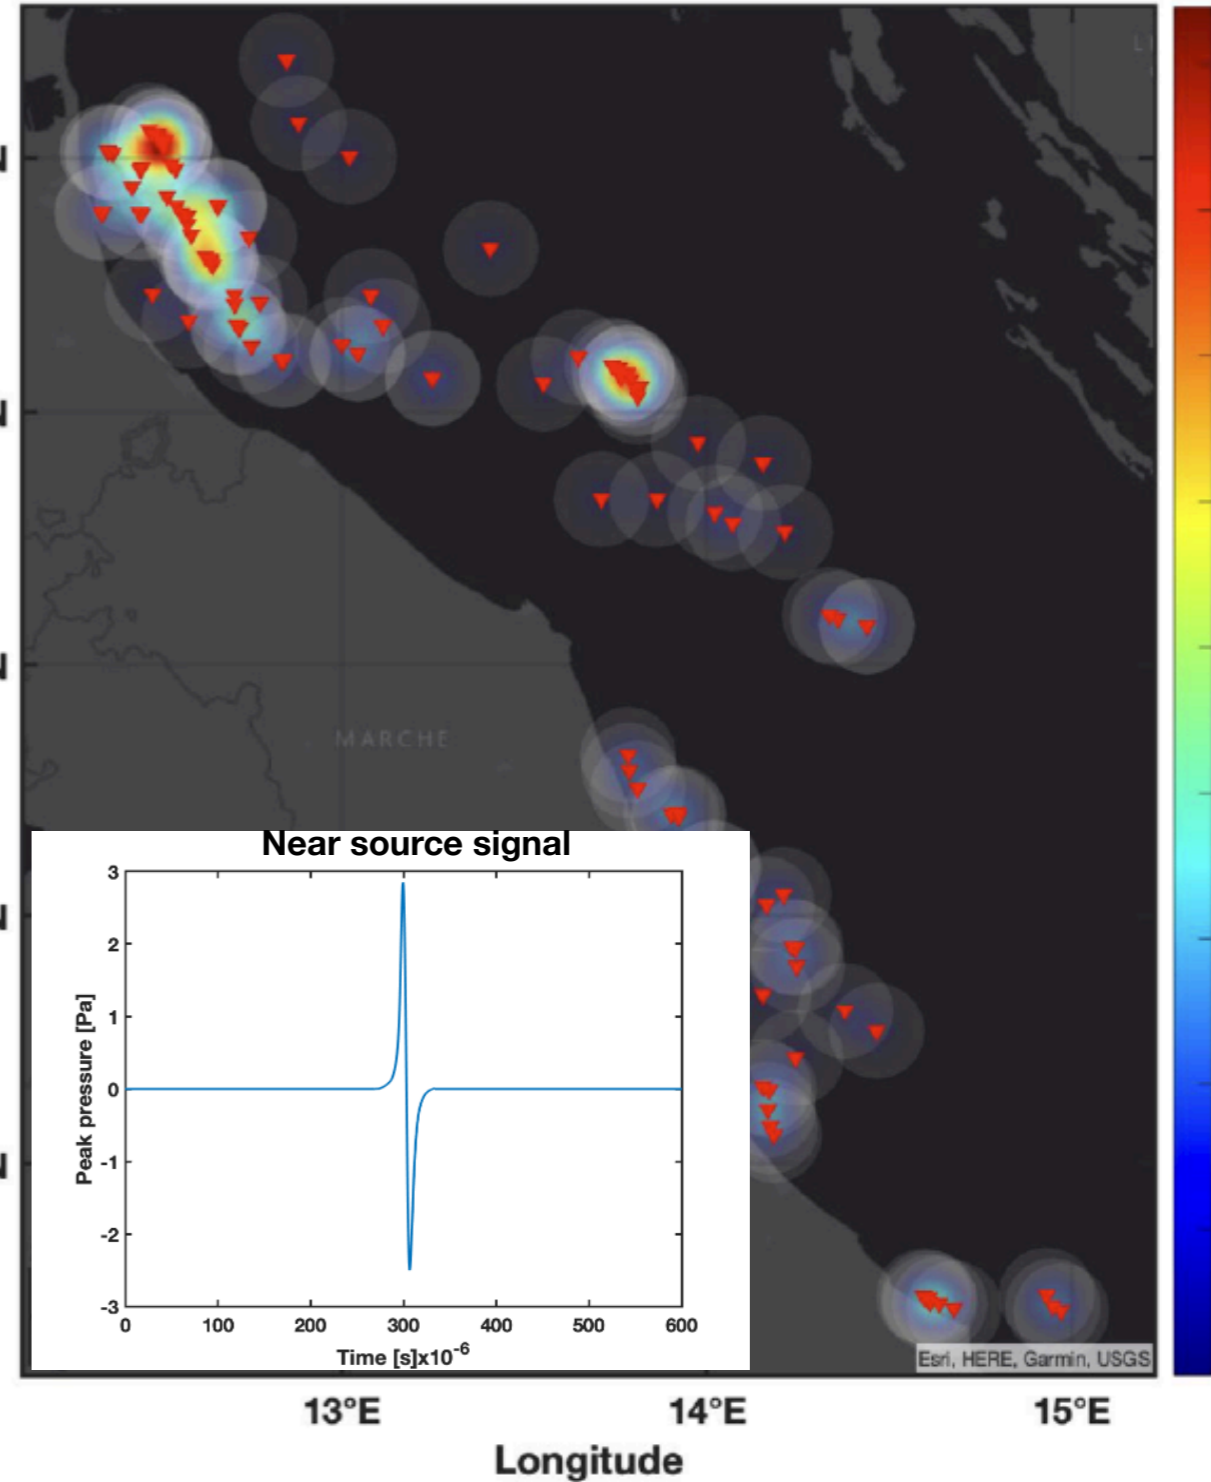 N
N
MARCHE
N
Near source signal
3
2
1
0
-1
-2
-3
Peak pressure [Pa]
0 100 200 300 400 500 600
Time [s]x10-6
N
N
Esri, HERE, Garmin, USGS
13°E 14°E 15°E
Longitude